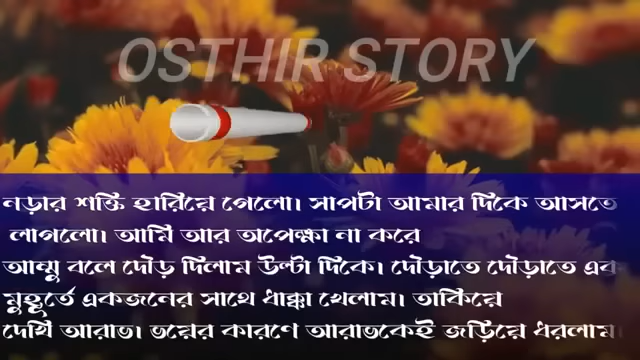 OSTHIR STORY
নড়ার শক্তি হারিয়ে গেলো। সাপটা আমার দিকে আসতে
লাগলো। আমি আর অপেক্ষা না করে
আম্মু বলে দৌড় দিলাম উল্টা দিকে। দৌড়াতে দৌড়াতে এক
মুহূর্তে একজনের সাথে ধাক্কা খেলাম। তাকিয়ে
দেখি আরাভ। ভয়ের কারণে আরাভকেই জড়িয়ে ধরলাম।